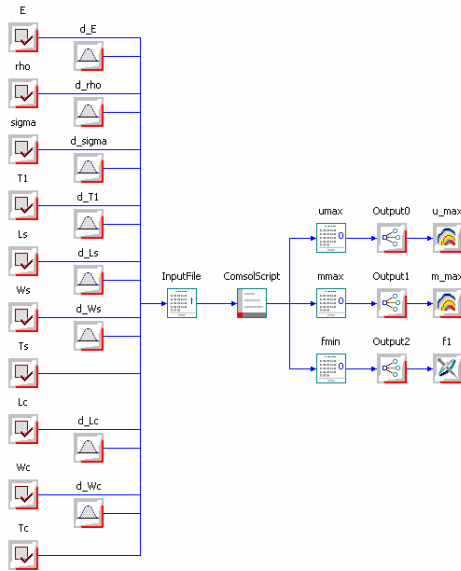 E
d_E
rho
d_rho
sigma
d_sigma
T1
d_T1
Ls
d_Ls
Ws
d_Ws
Ts
Lc
d_Lc
Wc
d_Wc
Tc
InputFile
ComsolScript
umax
Output0
u_max
mmax
Output1
m_max
fmin
Output2
f1